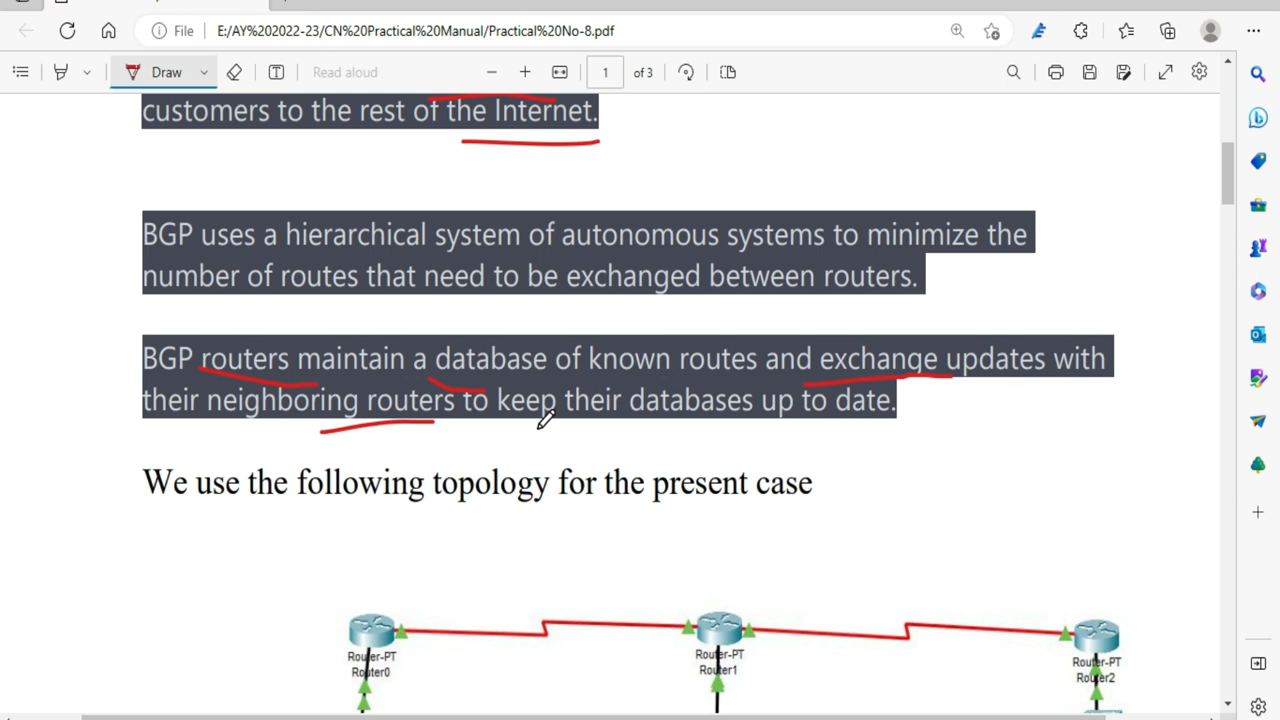 File E:/AY%202022-23/CN%20Practical%20Manual/Practical%20No-8.pdf
Draw Read aloud 1 of 3
customers to the rest of the Internet.
BGP uses a hierarchical system of autonomous systems to minimize the
number of routes that need to be exchanged between routers.
BGP routers maintain a database of known routes and exchange updates with
their neighboring routers to keep their databases up to date.
We use the following topology for the present case
Router-PT
Router0
Router-PT
Router1
Router-PT
Router2